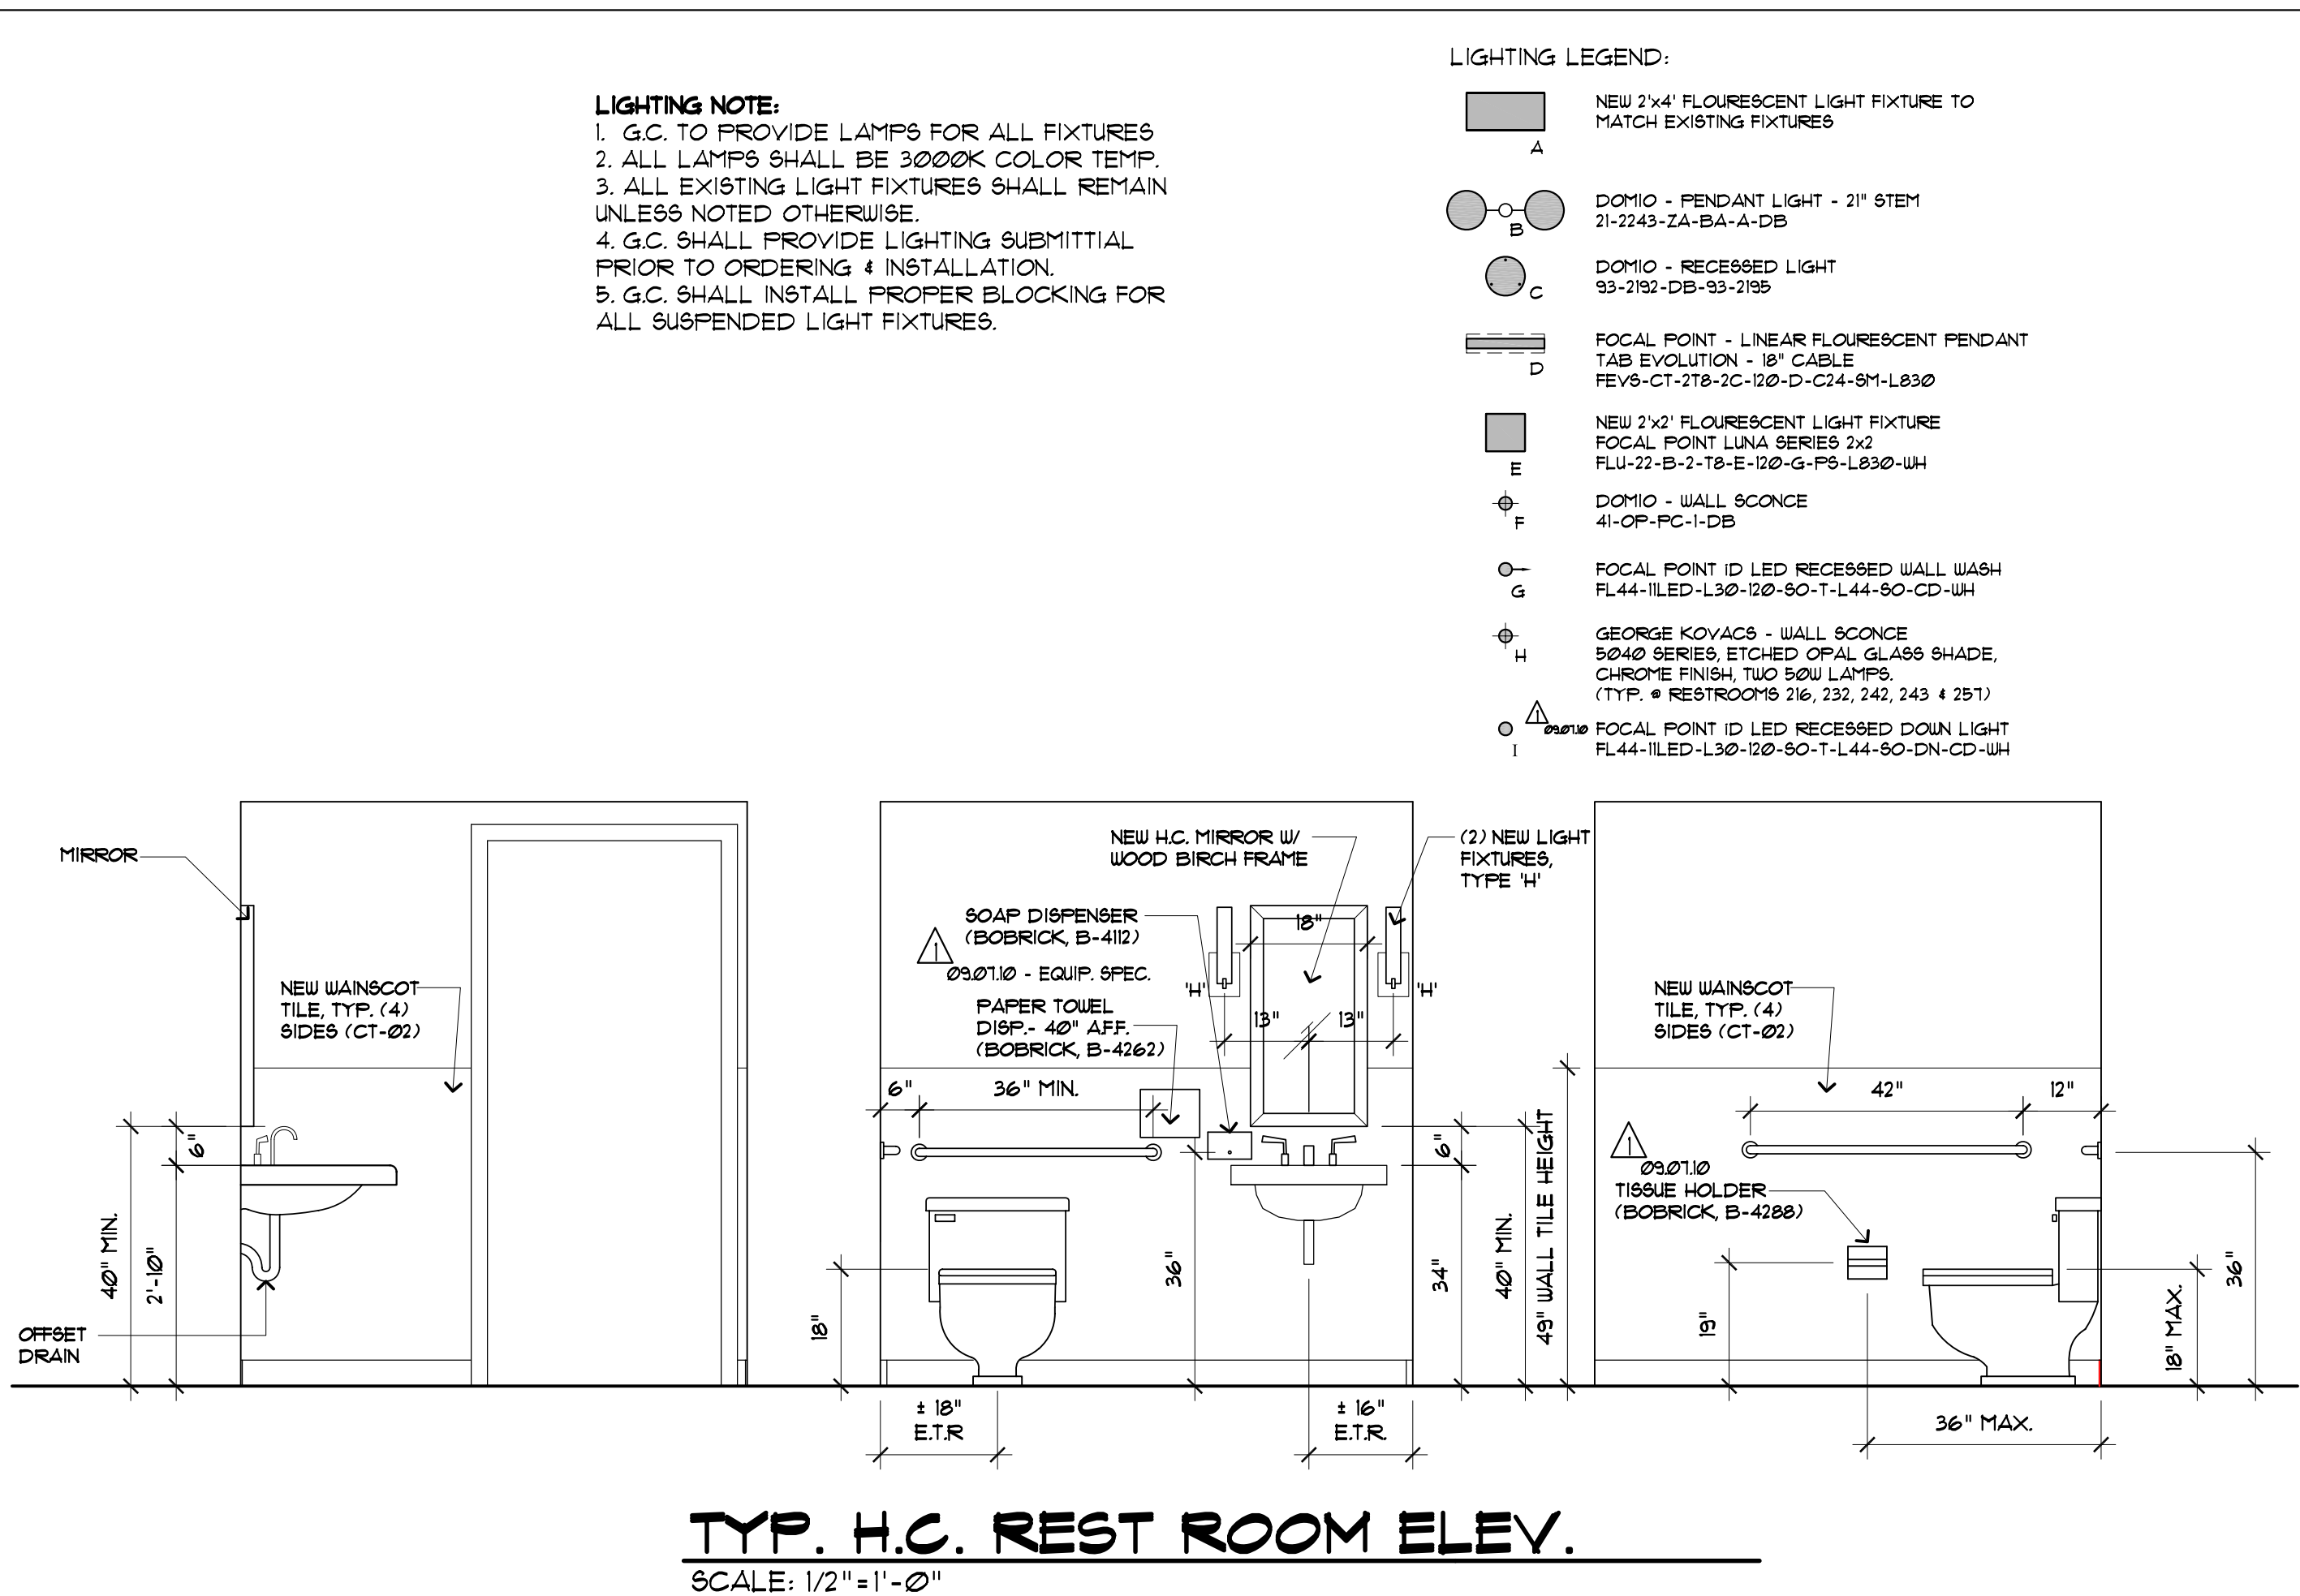 LIGHTING NOTE:
1. G.C. TO PROVIDE LAMPS FOR ALL FIXTURES
2. ALL LAMPS SHALL BE 3000K COLOR TEMP.
3. ALL EXISTING LIGHT FIXTURES SHALL REMAIN
UNLESS NOTED OTHERWISE.
4. G.C. SHALL PROVIDE LIGHTING SUBMITTIAL
PRIOR TO ORDERING & INSTALLATION.
5. G.C. SHALL INSTALL PROPER BLOCKING FOR
ALL SUSPENDED LIGHT FIXTURES.
LIGHTING LEGEND:
A
NEW 2'x4' FLOURESCENT LIGHT FIXTURE TO
MATCH EXISTING FIXTURES
B
DOMIO - PENDANT LIGHT - 21" STEM
21-2243-ZA-BA-A-DB
C
DOMIO - RECESSED LIGHT
93-2192-DB-93-2195
D
FOCAL POINT - LINEAR FLOURESCENT PENDANT
TAB EVOLUTION - 18" CABLE
FEVS-CT-2T8-2C-120-D-C24-SM-L830
E
NEW 2'x2' FLOURESCENT LIGHT FIXTURE
FOCAL POINT LUNA SERIES 2x2
FLU-22-B-2-T8-E-120-G-PS-L830-WH
F
DOMIO - WALL SCONCE
41-OP-PC-1-DB
G
FOCAL POINT ID LED RECESSED WALL WASH
FL44-11LED-L30-120-SO-T-L44-SO-CD-WH
H
GEORGE KOVACS - WALL SCONCE
5040 SERIES, ETCHED OPAL GLASS SHADE,
CHROME FINISH, TWO 50W LAMPS.
(TYP. @ RESTROOMS 216, 232, 242, 243 & 257)
1
09.07.10
I
FOCAL POINT ID LED RECESSED DOWN LIGHT
FL44-11LED-L30-120-SO-T-L44-SO-DN-CD-WH
MIRROR
NEW WAINSCOT
TILE, TYP. (4)
SIDES (CT-02)
6"
40" MIN.
2'-10"
OFFSET
DRAIN
NEW H.C. MIRROR W/
WOOD BIRCH FRAME
(2) NEW LIGHT
FIXTURES,
TYPE 'H'
SOAP DISPENSER
(BOBRICK, B-4112)
1
09.07.10 - EQUIP. SPEC.
PAPER TOWEL
DISP.- 40" A.F.F.
(BOBRICK, B-4262)
18"
'H'
'H'
13"
13"
6"
36" MIN.
6"
18"
36"
34"
40" MIN.
49" WALL TILE HEIGHT
± 18"
E.T.R
± 16"
E.T.R.
NEW WAINSCOT
TILE, TYP. (4)
SIDES (CT-02)
42"
12"
1
09.07.10
TISSUE HOLDER
(BOBRICK, B-4288)
19"
18" MAX.
36"
36" MAX.
TYP. H.C. REST ROOM ELEV.
SCALE: 1/2"=1'-0"